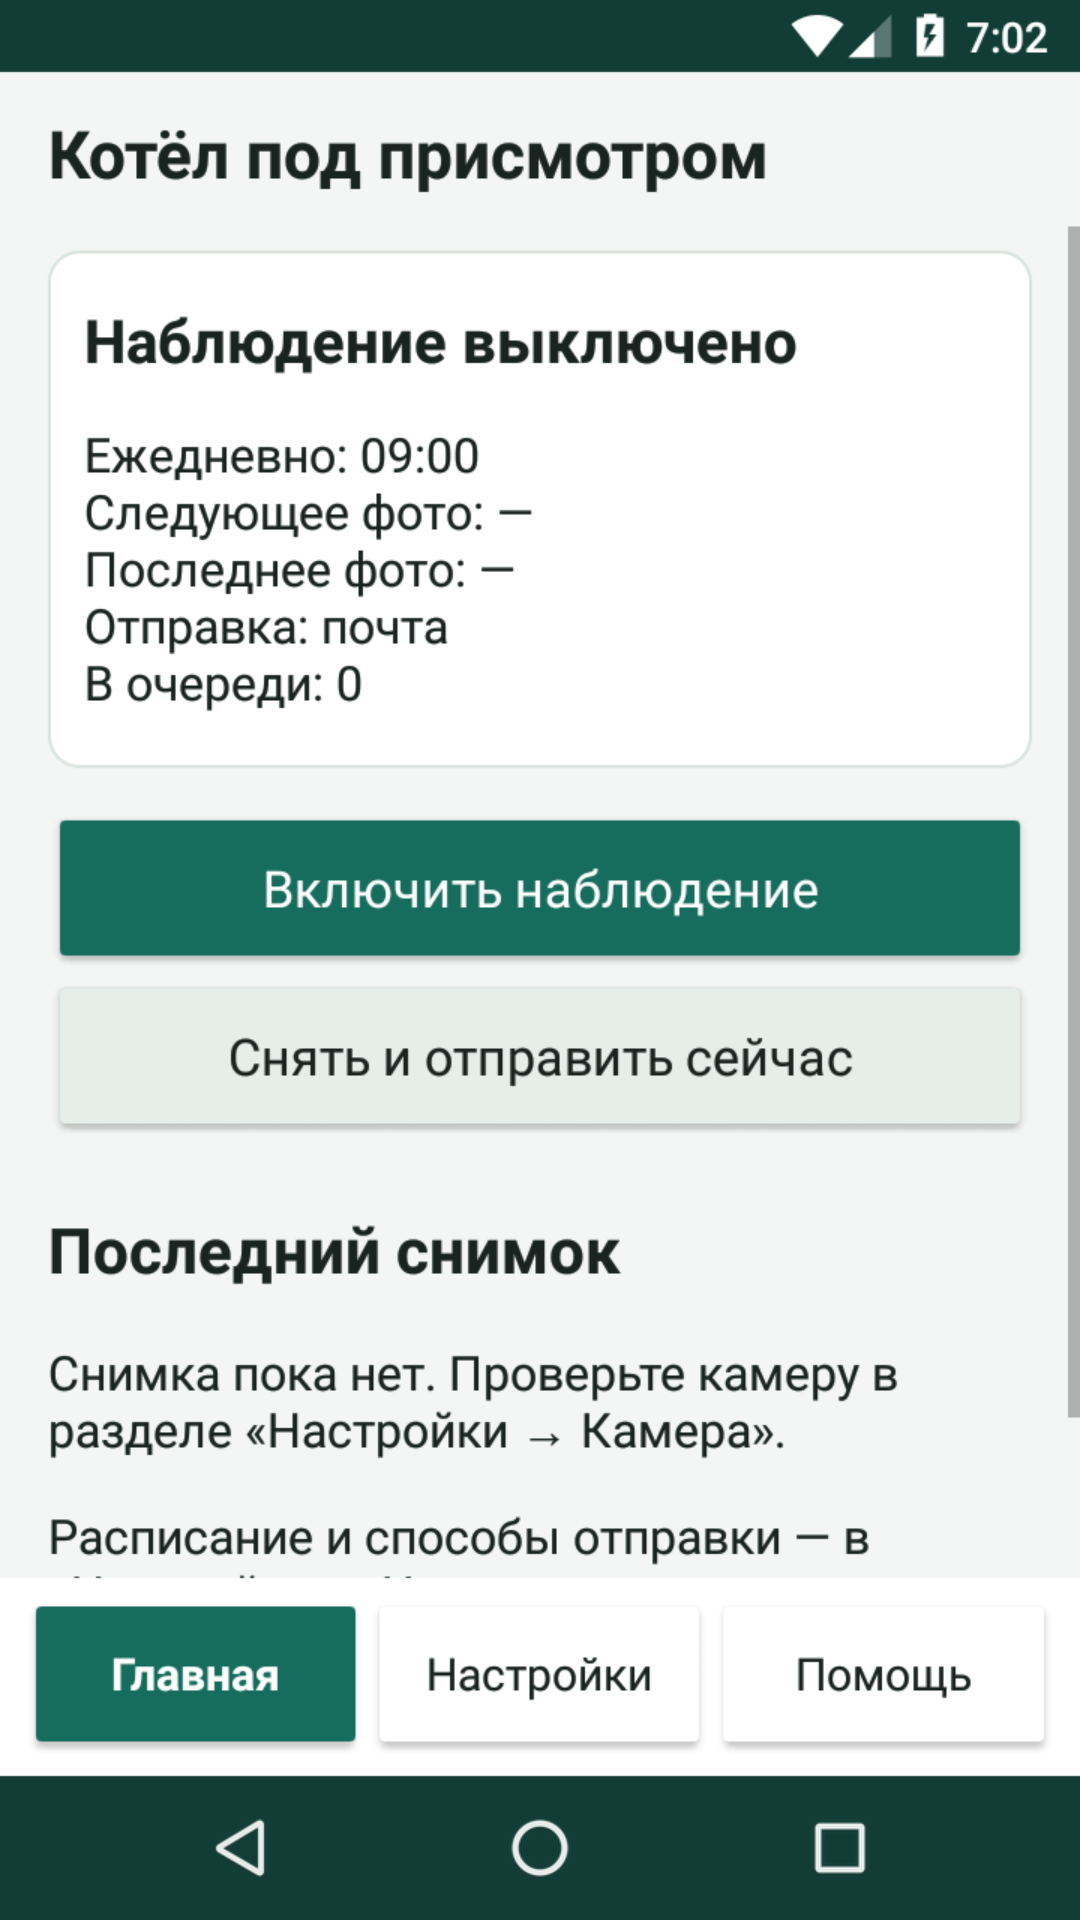 7:02
Котёл под присмотром
Наблюдение выключено
Ежедневно: 09:00
Следующее фото: —
Последнее фото: —
Отправка: почта
В очереди: 0
Включить наблюдение
Снять и отправить сейчас
Последний снимок
Снимка пока нет. Проверьте камеру в
разделе «Настройки → Камера».
Расписание и способы отправки — в
Главная
Настройки
Помощь